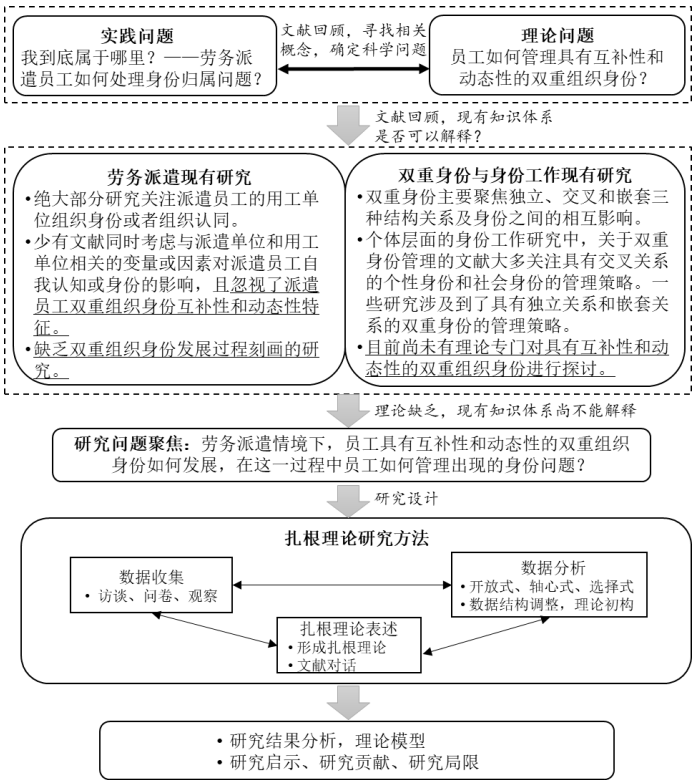 实践问题
我到底属于哪里？——劳务派
遣员工如何处理身份归属问题？
文献回顾，寻找相关
概念，确定科学问题
理论问题
员工如何管理具有互补性和
动态性的双重组织身份？
文献回顾，现有知识体系
是否可以解释？
劳务派遣现有研究
•绝大部分研究关注派遣员工的用工单
位组织身份或者组织认同。
•少有文献同时考虑与派遣单位和用工
单位相关的变量或因素对派遣员工自
我认知或身份的影响，且忽视了派遣
员工双重组织身份互补性和动态性特
征。
•缺乏双重组织身份发展过程刻画的研
究。
双重身份与身份工作现有研究
•双重身份主要聚焦独立、交叉和嵌套三
种结构关系及身份之间的相互影响。
•个体层面的身份工作研究中，关于双重
身份管理的文献大多关注具有交叉关系
的个性身份和社会身份的管理策略。一
些研究涉及到了具有独立关系和嵌套关
系的双重身份的管理策略。
•目前尚未有理论专门对具有互补性和动
态性的双重组织身份进行探讨。
理论缺乏，现有知识体系尚不能解释
研究问题聚焦：劳务派遣情境下，员工具有互补性和动态性的双重组织
身份如何发展，在这一过程中员工如何管理出现的身份问题？
研究设计
扎根理论研究方法
数据收集
• 访谈、问卷、观察
数据分析
•开放式、轴心式、选择式
•数据结构调整，理论初构
扎根理论表述
•形成扎根理论
•文献对话
• 研究结果分析，理论模型
• 研究启示、研究贡献、研究局限